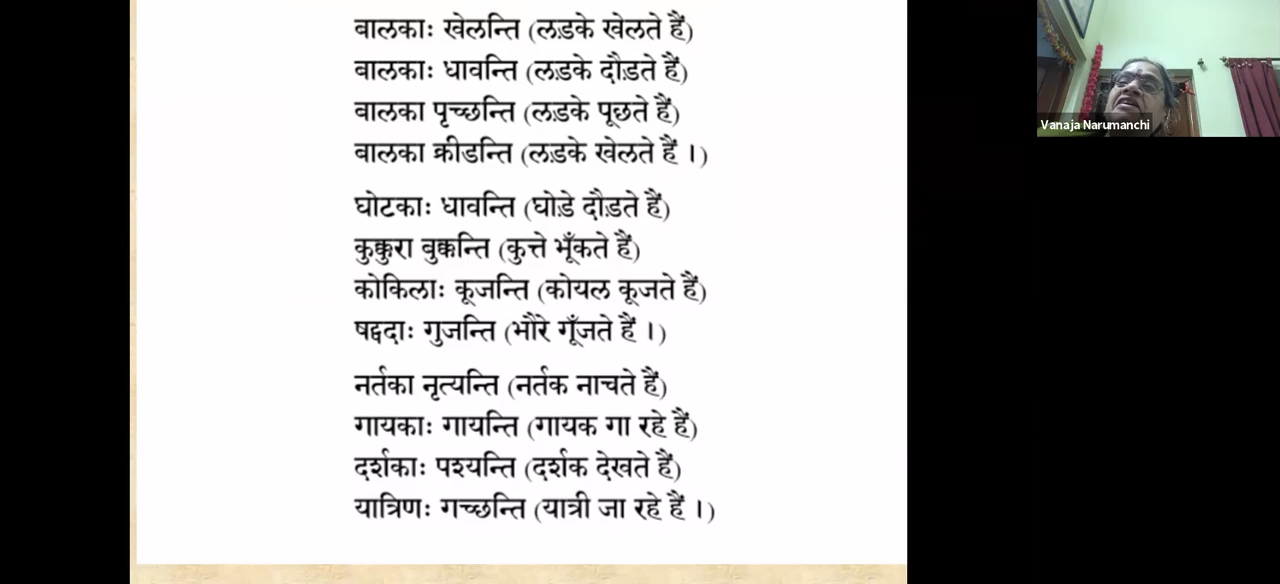 बालकाः खेलन्ति (लडके खेलते हैं)
बालकाः धावन्ति (लडके दौडते हैं)
बालका पृच्छन्ति (लडके पूछते हैं)
बालका क्रीडन्ति (लडके खेलते हैं ।)
घोटकाः धावन्ति (घोडे दौडते हैं)
कुक्कुरा बुक्कन्ति (कुत्ते भूँकते हैं)
कोकिलाः कूजन्ति (कोयल कूजते हैं)
षट्पदाः गुजन्ति (भौरे गूँजते हैं ।)
नर्तका नृत्यन्ति (नर्तक नाचते हैं)
गायकाः गायन्ति (गायक गा रहे हैं)
दर्शकाः पश्यन्ति (दर्शक देखते हैं)
यात्रिणः गच्छन्ति (यात्री जा रहे हैं ।)
Vanaja Narumanchi